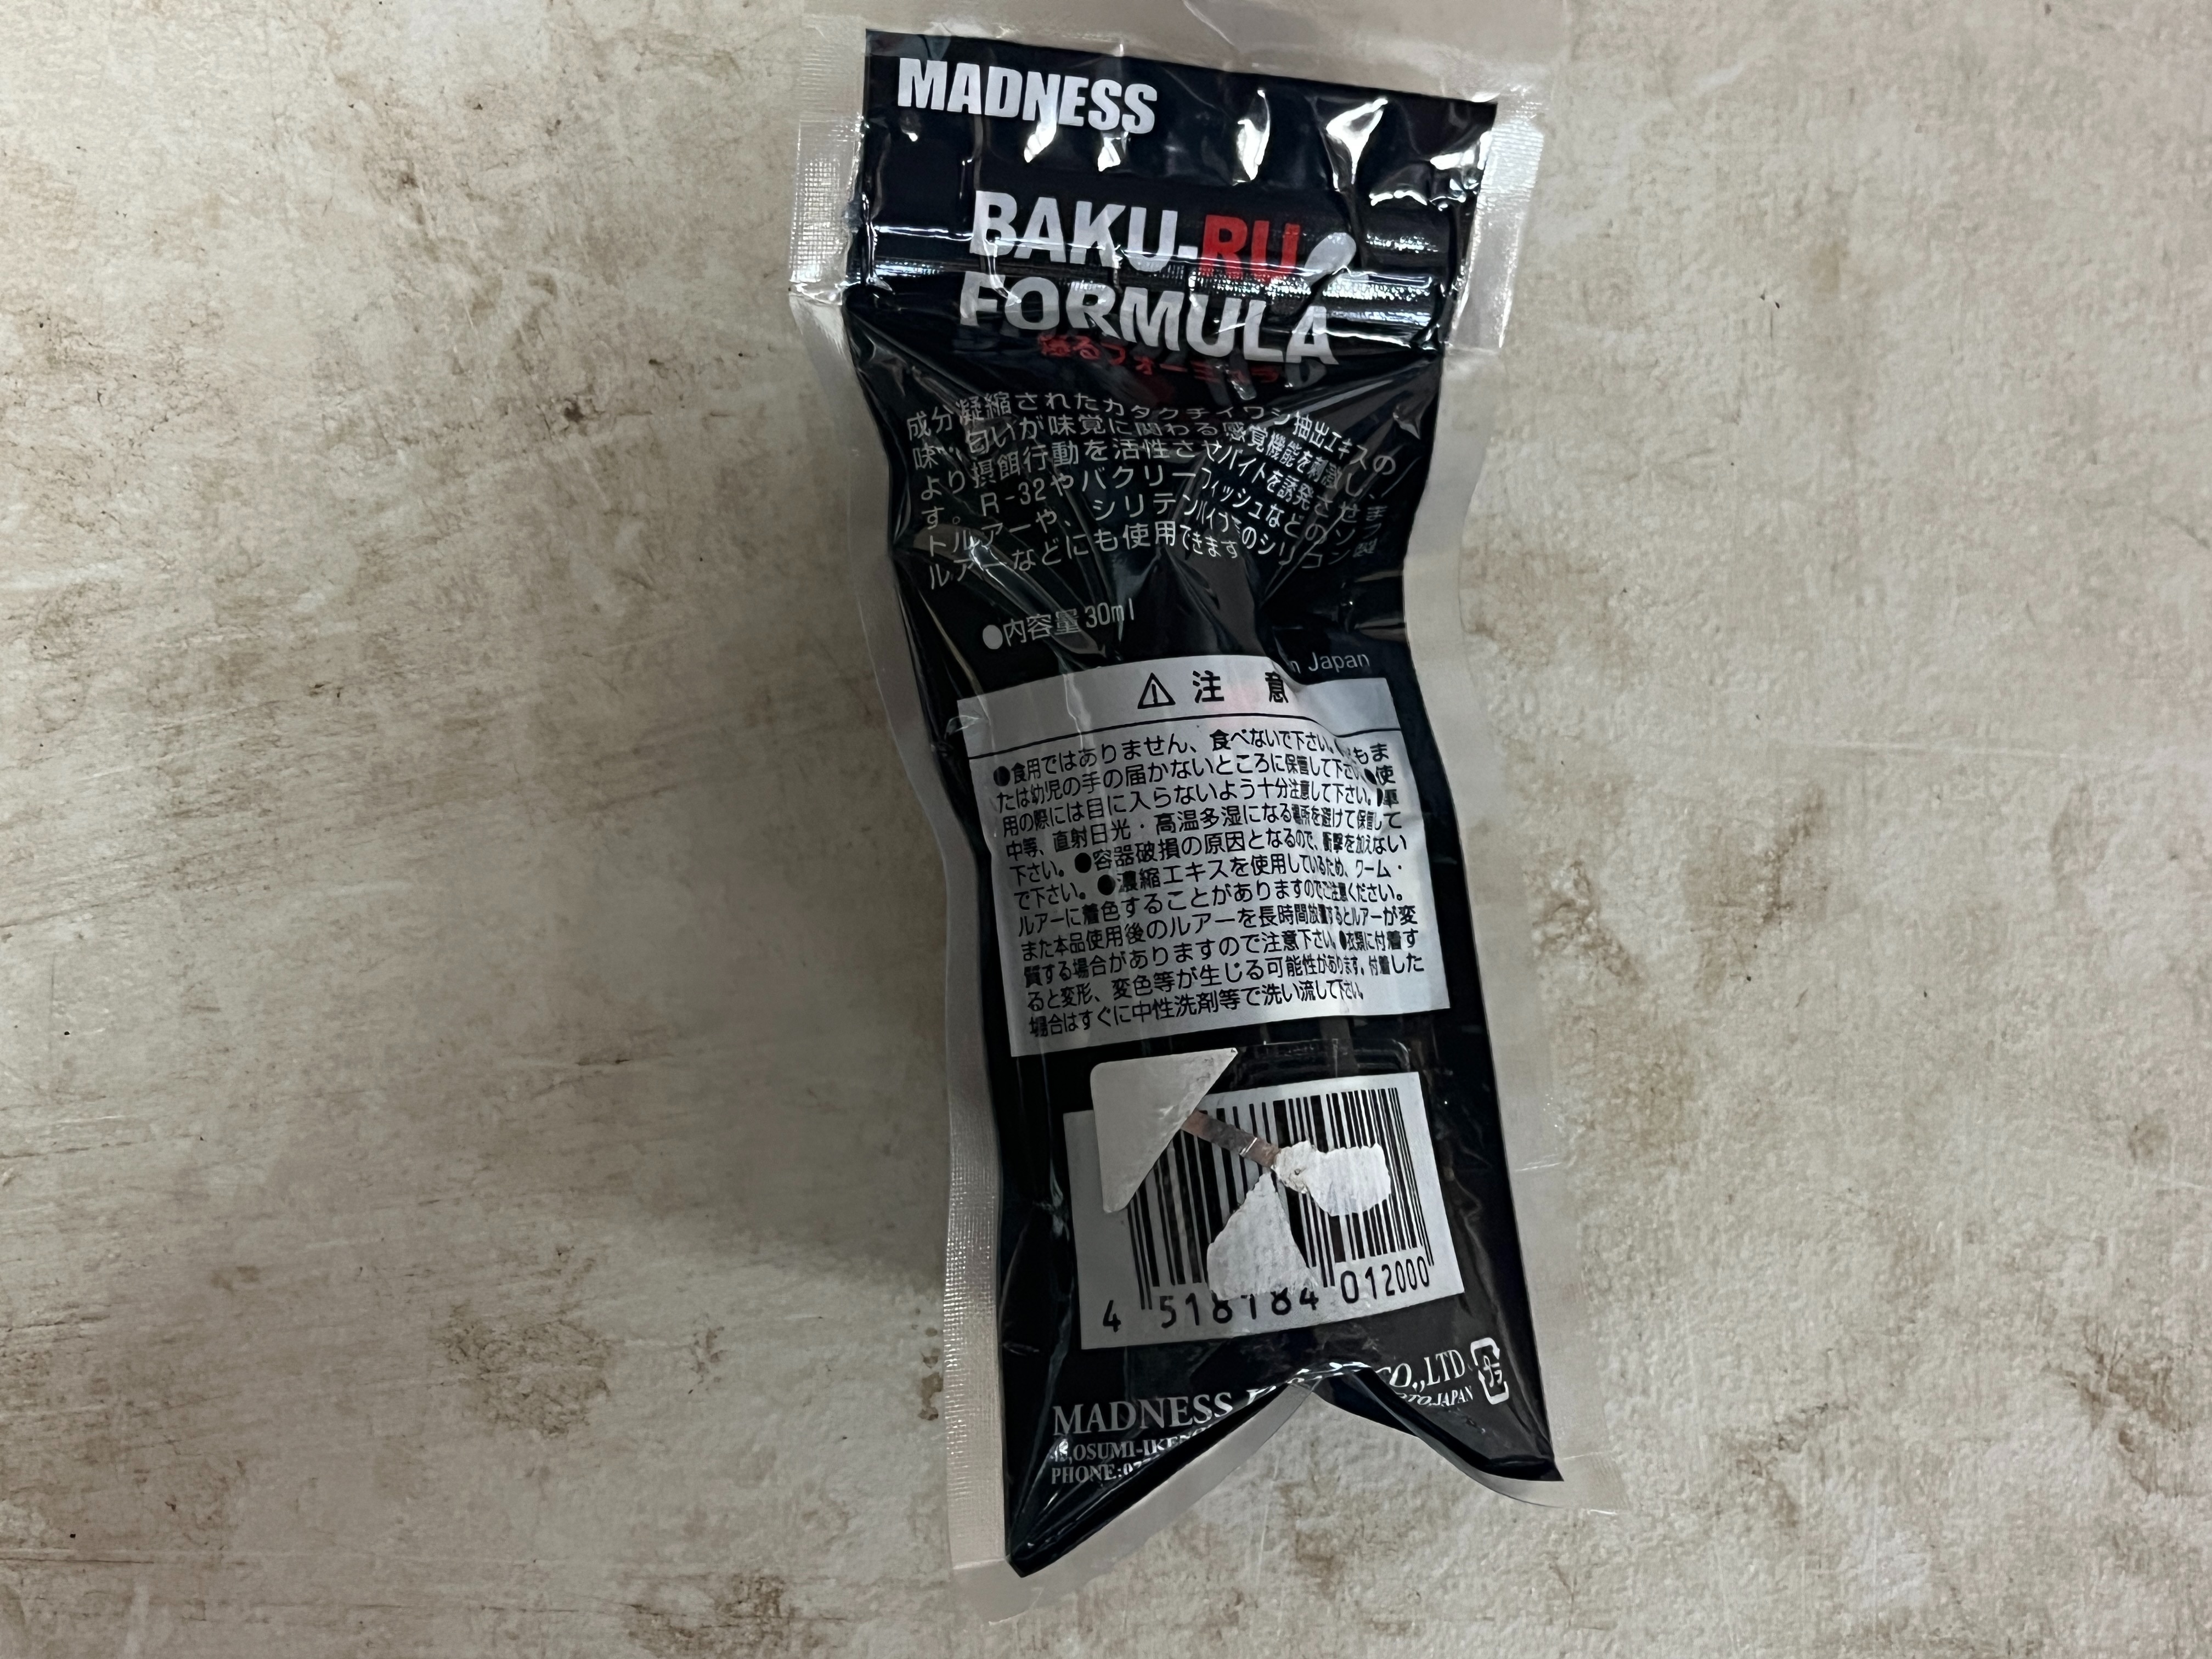 MADNESS
BAKU-RU
FORMULA
爆るフォーミュラ
成分凝縮されたカタクチイワシ抽出エキスの
味や匂いが味覚に関わる感覚機能を刺激し、
より摂餌行動を活性させバイトを誘発させま
す。R-32やバクリーフィッシュなどのソフ
トルアーや、シリテンバイブ等のシリコン製
ルアーなどにも使用できます
●内容量30ml
in Japan
⚠注 意
●食用ではありません、食べないで下さい。こどもま
たは幼児の手の届かないところに保管して下さい。●使
用の際には目に入らないよう十分注意して下さい。●車
中等、直射日光・高温多湿になる場所を避けて保管して
下さい。●容器破損の原因となるので、衝撃を加えない
で下さい。●濃縮エキスを使用しているため、ワーム・
ルアーに着色することがありますのでご注意ください。
また本品使用後のルアーを長時間放置するとルアーが変
質する場合がありますので注意下さい。●衣類に付着す
ると変形、変色等が生じる可能性があります。付着した
場合はすぐに中性洗剤等で洗い流して下さい。
4 518184 012000
MADNESS CO.,LTD
プラ
JAPAN
PHONE: